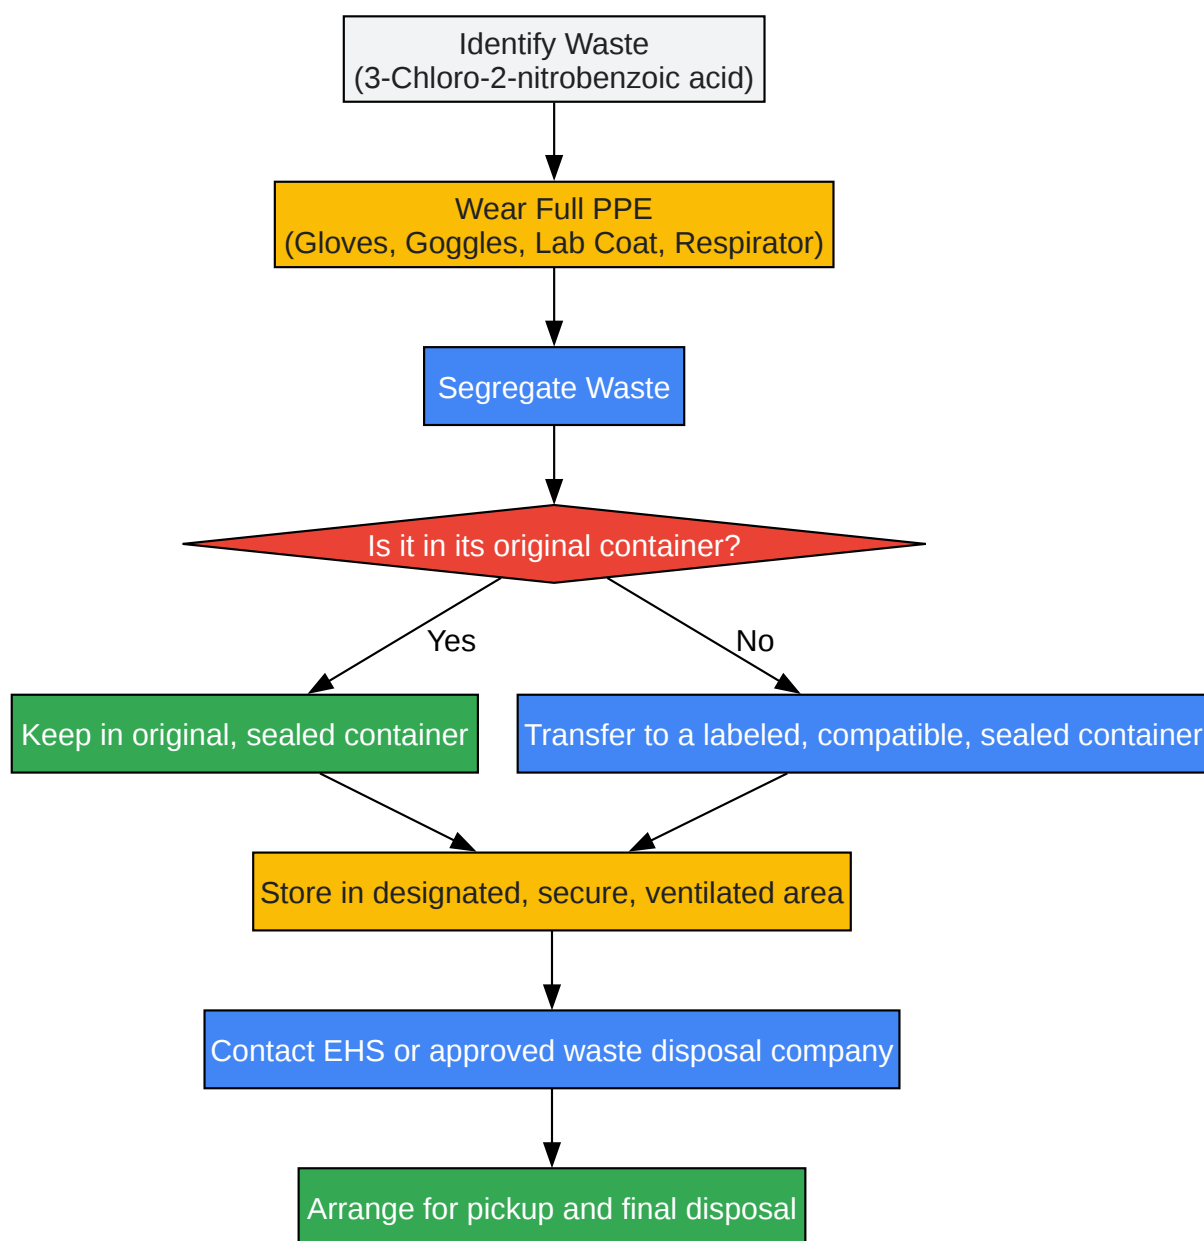 Identify Waste
(3-Chloro-2-nitrobenzoic acid)
Wear Full PPE
(Gloves, Goggles, Lab Coat, Respirator)
Segregate Waste
Is it in its original container?
Yes
No
Keep in original, sealed container
Transfer to a labeled, compatible, sealed container
Store in designated, secure, ventilated area
Contact EHS or approved waste disposal company
Arrange for pickup and final disposal